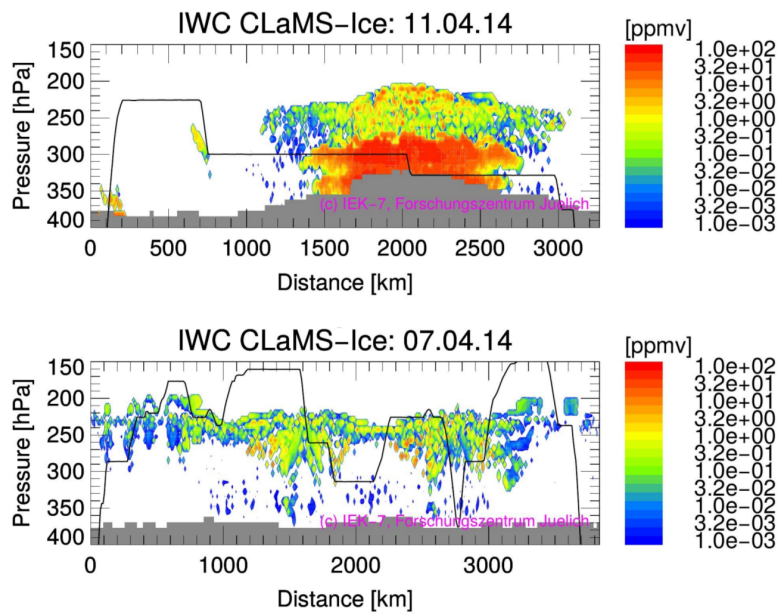 IWC CLaMS-Ice: 11.04.14
[ppmv]
Pressure [hPa]
150
200
250
300
350
400
1.0e+02
3.2e+01
1.0e+01
3.2e+00
1.0e+00
3.2e-01
1.0e-01
3.2e-02
1.0e-02
3.2e-03
1.0e-03
(c) IEK-7, Forschungszentrum Juelich
0 500 1000 1500 2000 2500 3000
Distance [km]
IWC CLaMS-Ice: 07.04.14
[ppmv]
Pressure [hPa]
150
200
250
300
350
400
1.0e+02
3.2e+01
1.0e+01
3.2e+00
1.0e+00
3.2e-01
1.0e-01
3.2e-02
1.0e-02
3.2e-03
1.0e-03
(c) IEK-7, Forschungszentrum Juelich
0 1000 2000 3000
Distance [km]